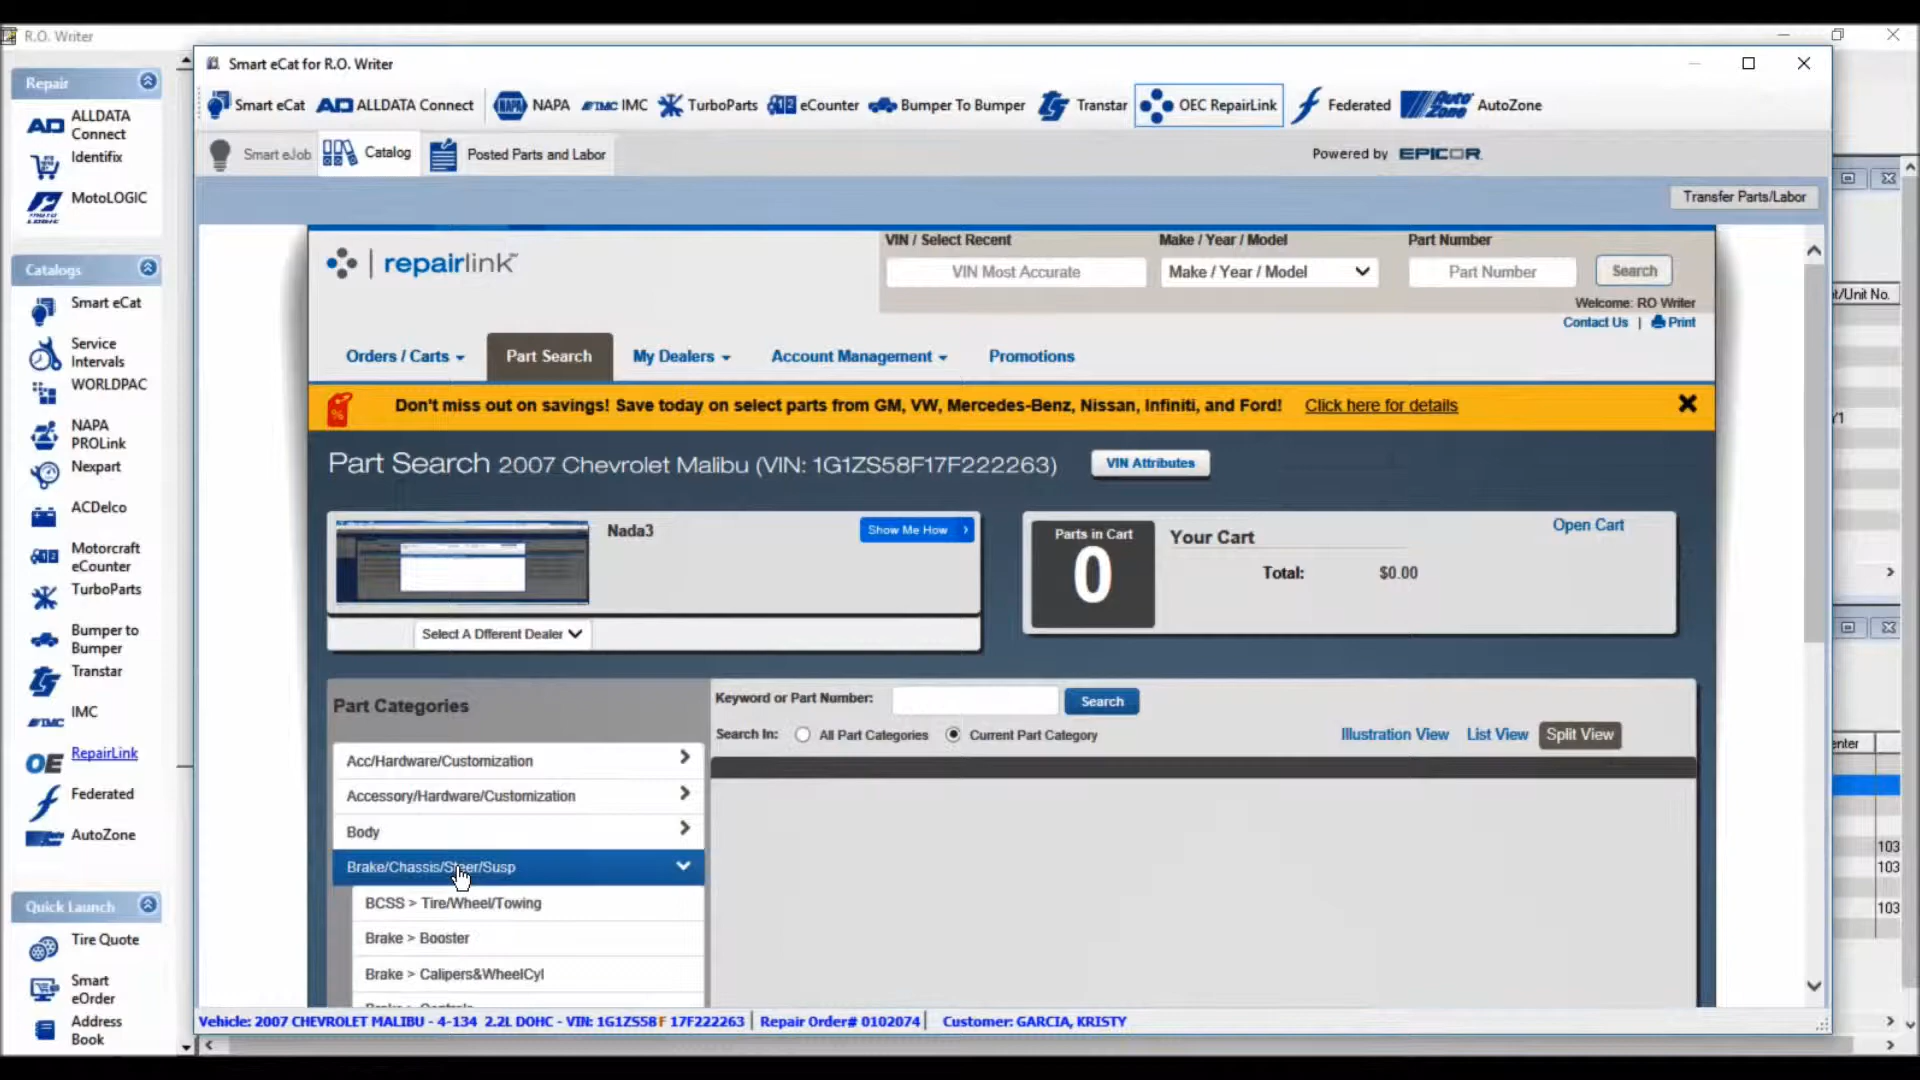 R.O. Writer
Smart eCat for R.O. Writer
Smart eCat
ALLDATA Connect
NAPA
IMC
TurboParts
eCounter
Bumper To Bumper
Transtar
OEC RepairLink
Federated
AutoZone
Smart eJob
Catalog
Posted Parts and Labor
Powered by EPICOR
Transfer Parts/Labor
Repair
ALLDATA
Connect
Identifix
MotoLOGIC
Catalogs
Smart eCat
Service
Intervals
WORLDPAC
NAPA
PROLink
Nexpart
ACDelco
Motorcraft
eCounter
TurboParts
Bumper to
Bumper
Transtar
IMC
RepairLink
Federated
AutoZone
Quick Launch
Tire Quote
Smart
eOrder
Address
Book
repairlink
VIN / Select Recent
Make / Year / Model
Part Number
VIN Most Accurate
Make / Year / Model
Part Number
Search
Welcome: RO Writer
Contact Us | Print
Orders / Carts
Part Search
My Dealers
Account Management
Promotions
Don't miss out on savings! Save today on select parts from GM, VW, Mercedes-Benz, Nissan, Infiniti, and Ford! Click here for details
Part Search 2007 Chevrolet Malibu (VIN: 1G1ZS58F17F222263)
VIN Attributes
Nada3
Show Me How
Select A Dfferent Dealer
Parts in Cart
0
Your Cart
Open Cart
Total: $0.00
Part Categories
Acc/Hardware/Customization
Accessory/Hardware/Customization
Body
Brake/Chassis/Steer/Susp
BCSS > Tire/Wheel/Towing
Brake > Booster
Brake > Calipers&WheelCyl
Keyword or Part Number:
Search
Search In: All Part Categories Current Part Category
Illustration View
List View
Split View
t/Unit No.
enter
103
103
103
Vehicle: 2007 CHEVROLET MALIBU - 4-134 2.2L DOHC - VIN: 1G1ZS58F17F222263
Repair Order# 0102074
Customer: GARCIA, KRISTY